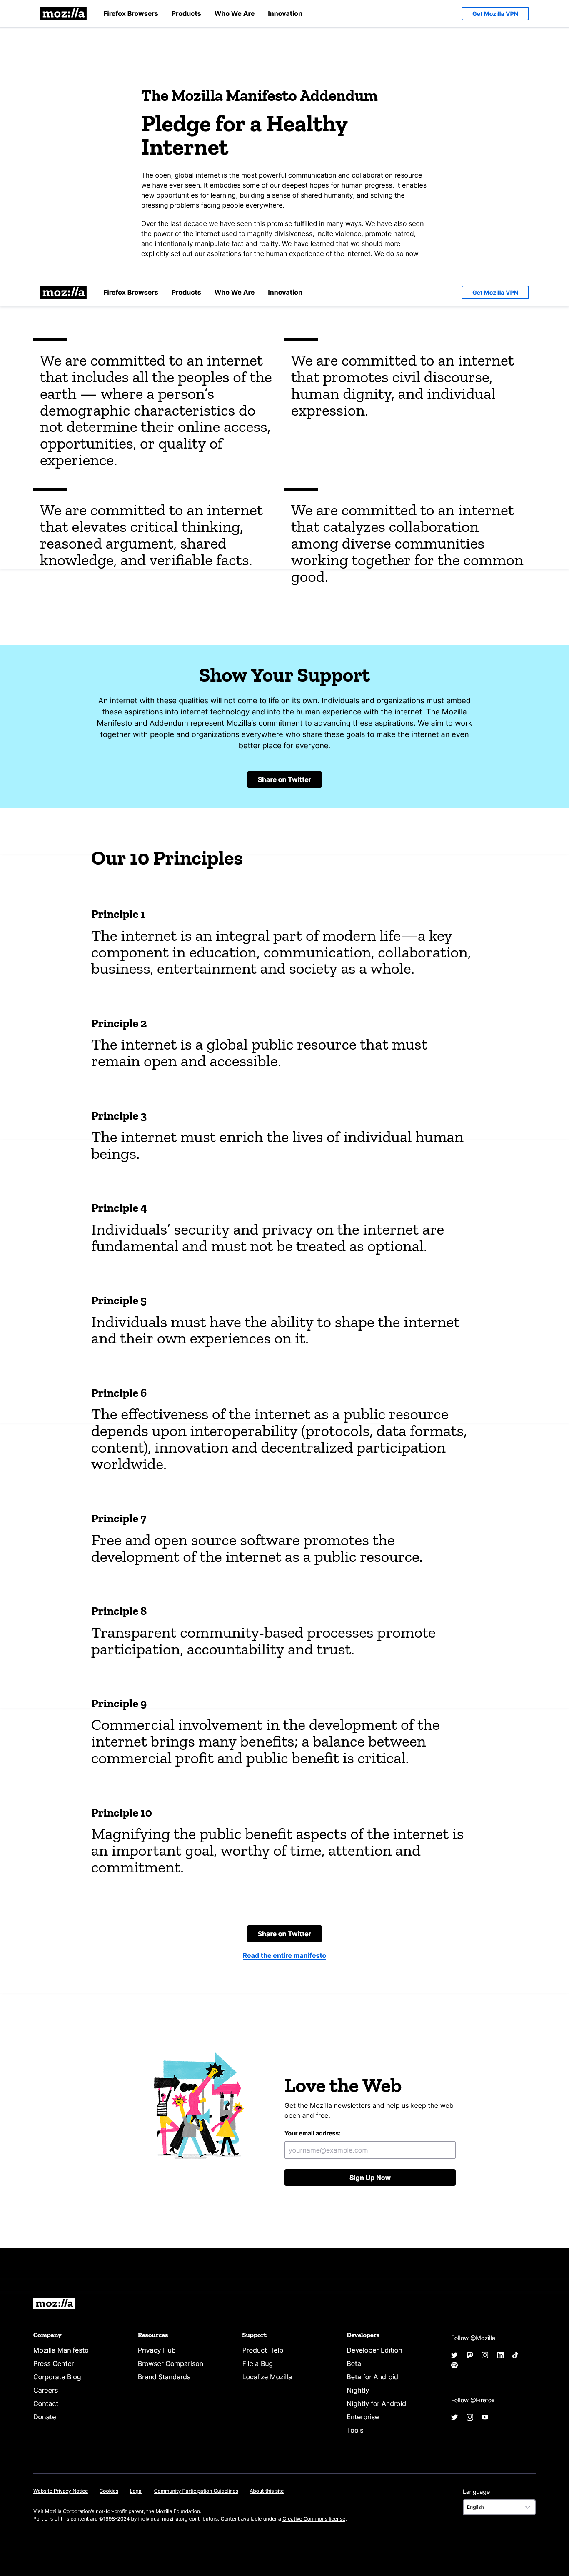 moz://a Firefox Browsers Products Who We Are Innovation Get Mozilla VPN
The Mozilla Manifesto Addendum
Pledge for a Healthy
Internet
The open, global internet is the most powerful communication and collaboration resource
we have ever seen. It embodies some of our deepest hopes for human progress. It enables
new opportunities for learning, building a sense of shared humanity, and solving the
pressing problems facing people everywhere.
Over the last decade we have seen this promise fulfilled in many ways. We have also seen
the power of the internet used to magnify divisiveness, incite violence, promote hatred,
and intentionally manipulate fact and reality. We have learned that we should more
explicitly set out our aspirations for the human experience of the internet. We do so now.
moz://a Firefox Browsers Products Who We Are Innovation Get Mozilla VPN
We are committed to an internet
that includes all the peoples of the
earth — where a person’s
demographic characteristics do
not determine their online access,
opportunities, or quality of
experience.
We are committed to an internet
that promotes civil discourse,
human dignity, and individual
expression.
We are committed to an internet
that elevates critical thinking,
reasoned argument, shared
knowledge, and verifiable facts.
We are committed to an internet
that catalyzes collaboration
among diverse communities
working together for the common
good.
Show Your Support
An internet with these qualities will not come to life on its own. Individuals and organizations must embed
these aspirations into internet technology and into the human experience with the internet. The Mozilla
Manifesto and Addendum represent Mozilla’s commitment to advancing these aspirations. We aim to work
together with people and organizations everywhere who share these goals to make the internet an even
better place for everyone.
Share on Twitter
Our 10 Principles
Principle 1
The internet is an integral part of modern life—a key
component in education, communication, collaboration,
business, entertainment and society as a whole.
Principle 2
The internet is a global public resource that must
remain open and accessible.
Principle 3
The internet must enrich the lives of individual human
beings.
Principle 4
Individuals’ security and privacy on the internet are
fundamental and must not be treated as optional.
Principle 5
Individuals must have the ability to shape the internet
and their own experiences on it.
Principle 6
The effectiveness of the internet as a public resource
depends upon interoperability (protocols, data formats,
content), innovation and decentralized participation
worldwide.
Principle 7
Free and open source software promotes the
development of the internet as a public resource.
Principle 8
Transparent community-based processes promote
participation, accountability and trust.
Principle 9
Commercial involvement in the development of the
internet brings many benefits; a balance between
commercial profit and public benefit is critical.
Principle 10
Magnifying the public benefit aspects of the internet is
an important goal, worthy of time, attention and
commitment.
Share on Twitter
Read the entire manifesto
Love the Web
Get the Mozilla newsletters and help us keep the web
open and free.
Your email address:
yourname@example.com
Sign Up Now
moz://a
Company
Mozilla Manifesto
Press Center
Corporate Blog
Careers
Contact
Donate
Resources
Privacy Hub
Browser Comparison
Brand Standards
Support
Product Help
File a Bug
Localize Mozilla
Developers
Developer Edition
Beta
Beta for Android
Nightly
Nightly for Android
Enterprise
Tools
Follow @Mozilla
Follow @Firefox
Website Privacy Notice Cookies Legal Community Participation Guidelines About this site
Visit Mozilla Corporation’s not-for-profit parent, the Mozilla Foundation.
Portions of this content are ©1998–2024 by individual mozilla.org contributors. Content available under a Creative Commons license.
Language
English